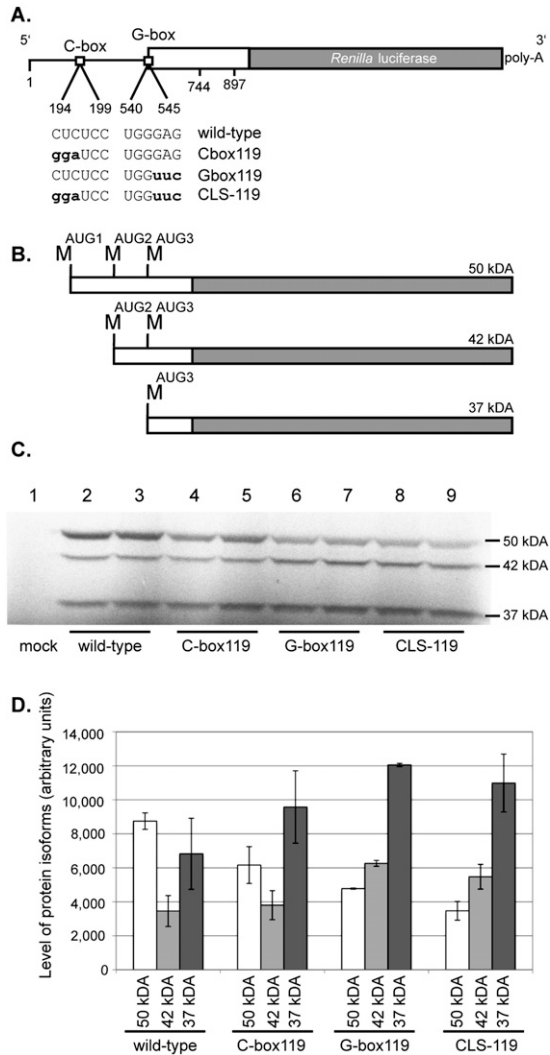 A.
5' 3'
C-box G-box
Renilla luciferase poly-A
1 744 897
194 199 540 545
CUCUCC UGGGAG wild-type
ggaUCC UGGGAG Cbox119
CUCUCC UGGuuc Gbox119
ggaUCC UGGuuc CLS-119
B.
AUG1 AUG2 AUG3
M M M
50 kDA
AUG2 AUG3
M M
42 kDA
AUG3
M
37 kDA
C.
1 2 3 4 5 6 7 8 9
50 kDA
42 kDA
37 kDA
mock wild-type C-box119 G-box119 CLS-119
D.
Level of protein isoforms (arbitrary units)
14,000
12,000
10,000
8,000
6,000
4,000
2,000
0
50 kDA 42 kDA 37 kDA 50 kDA 42 kDA 37 kDA 50 kDA 42 kDA 37 kDA 50 kDA 42 kDA 37 kDA
wild-type C-box119 G-box119 CLS-119